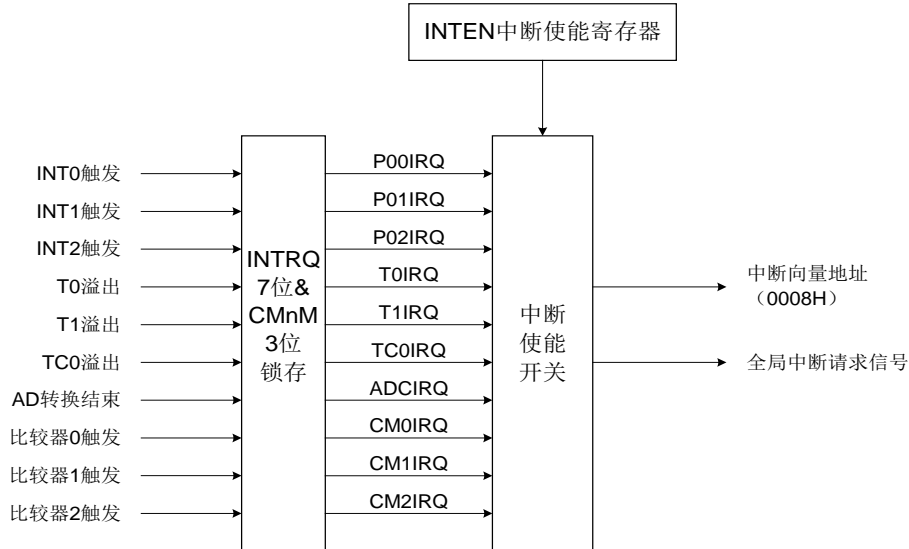 INTEN中断使能寄存器
INT0触发
INT1触发
INT2触发
T0溢出
T1溢出
TC0溢出
AD转换结束
比较器0触发
比较器1触发
比较器2触发
INTRQ
7位&
CMnM
3位
锁存
P00IRQ
P01IRQ
P02IRQ
T0IRQ
T1IRQ
TC0IRQ
ADCIRQ
CM0IRQ
CM1IRQ
CM2IRQ
中断
使能
开关
中断向量地址
（0008H）
全局中断请求信号